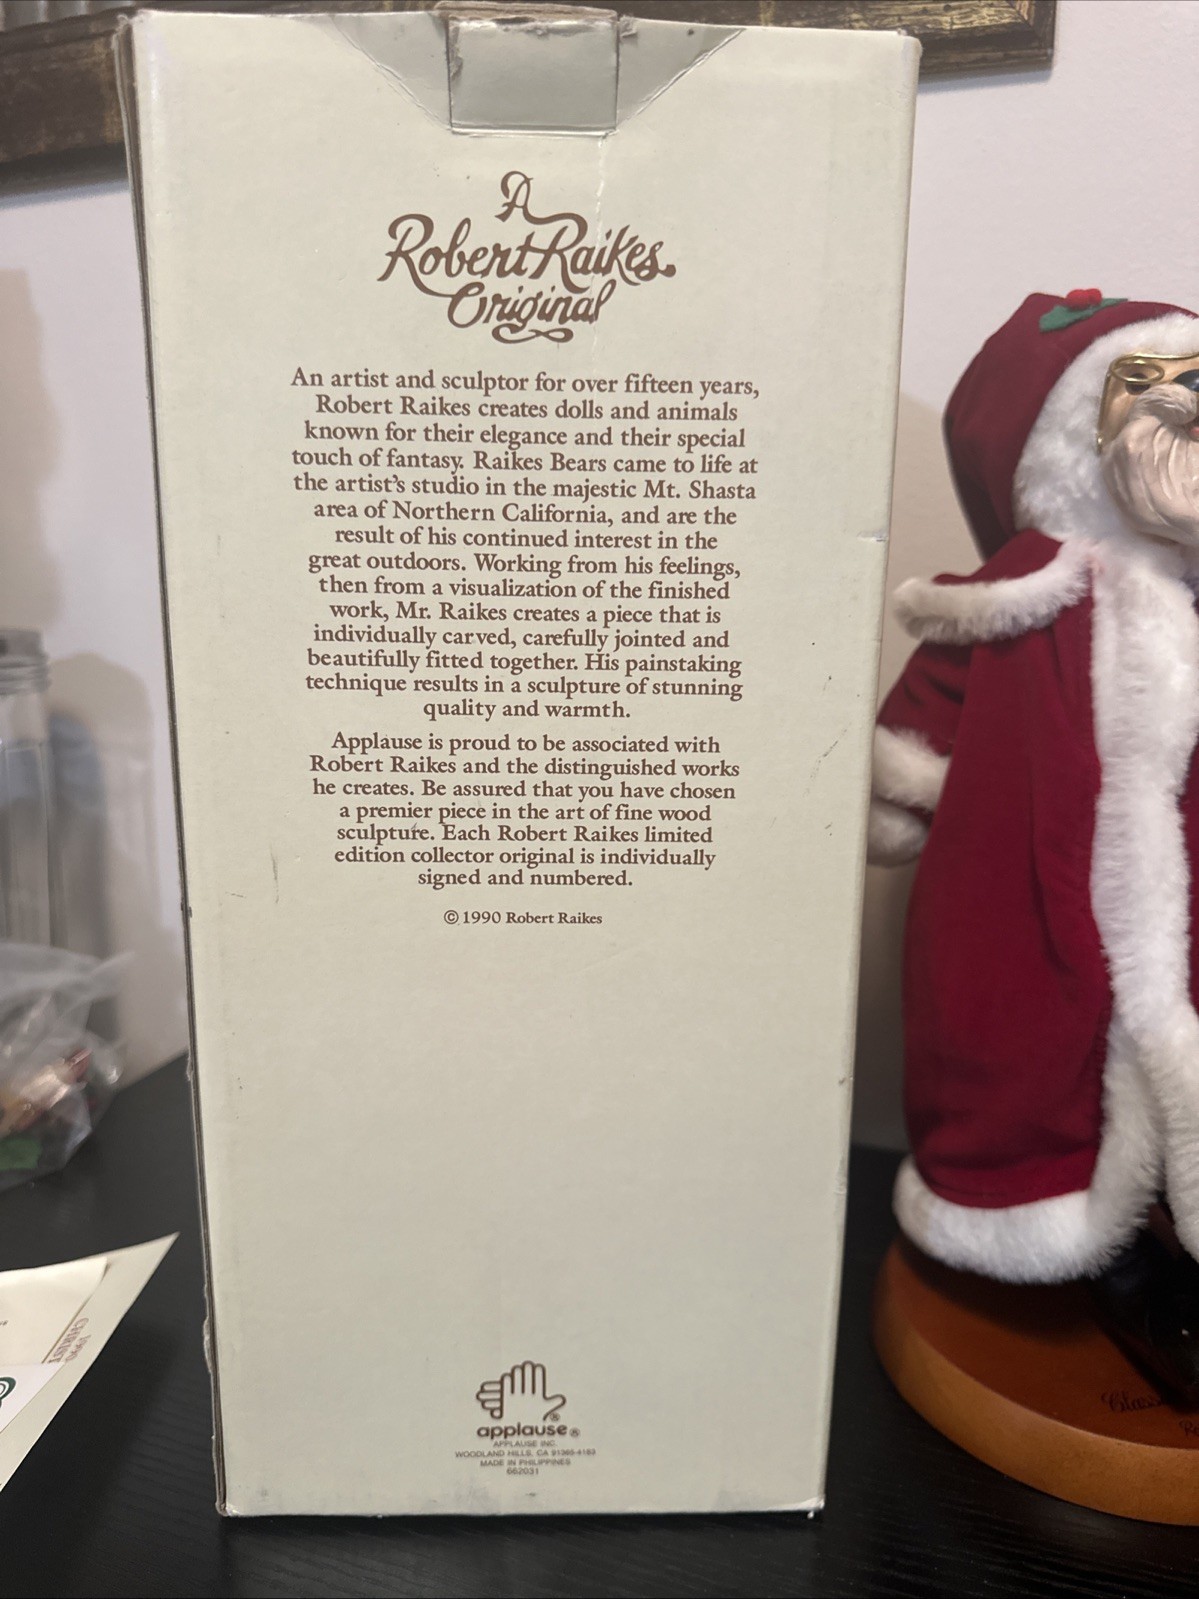 A
Robert Raikes
Original
An artist and sculptor for over fifteen years,
Robert Raikes creates dolls and animals
known for their elegance and their special
touch of fantasy. Raikes Bears came to life at
the artist's studio in the majestic Mt. Shasta
area of Northern California, and are the
result of his continued interest in the
great outdoors. Working from his feelings,
then from a visualization of the finished
work, Mr. Raikes creates a piece that is
individually carved, carefully jointed and
beautifully fitted together. His painstaking
technique results in a sculpture of stunning
quality and warmth.
Applause is proud to be associated with
Robert Raikes and the distinguished works
he creates. Be assured that you have chosen
a premier piece in the art of fine wood
sculpture. Each Robert Raikes limited
edition collector original is individually
signed and numbered.
© 1990 Robert Raikes
applause®
APPLAUSE INC.
WOODLAND HILLS, CA 91365-4183
MADE IN PHILIPPINES
662031
1990